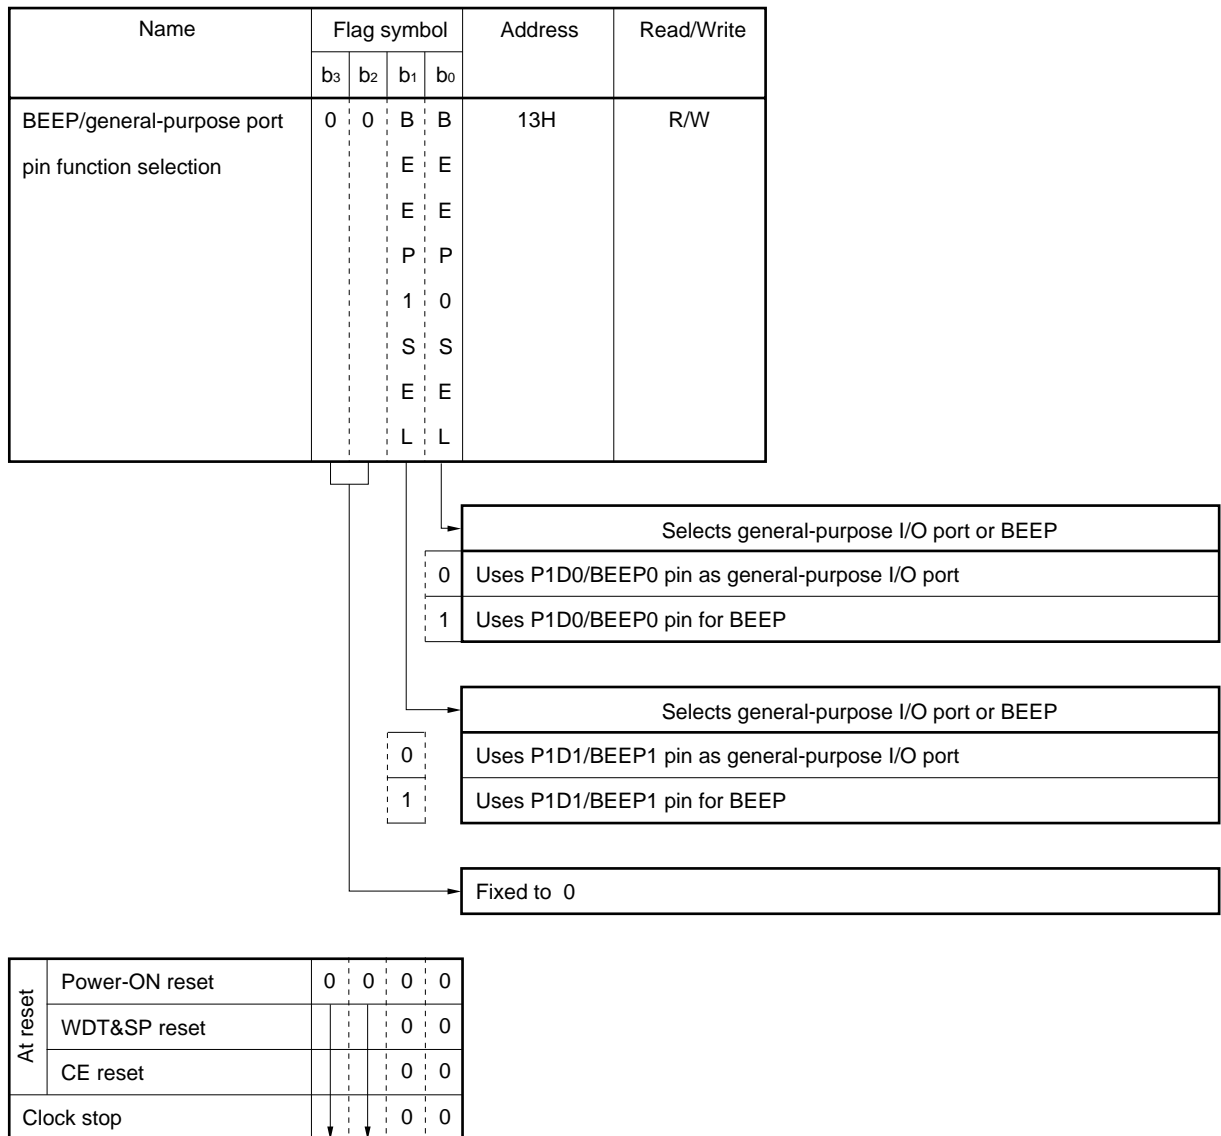 Name Flag symbol Address Read/Write
b3 b2 b1 b0
BEEP/general-purpose port 0 0 B B 13H R/W
pin function selection E E
E E
P P
1 0
S S
E E
L L
Selects general-purpose I/O port or BEEP
0 Uses P1D0/BEEP0 pin as general-purpose I/O port
1 Uses P1D0/BEEP0 pin for BEEP
Selects general-purpose I/O port or BEEP
0 Uses P1D1/BEEP1 pin as general-purpose I/O port
1 Uses P1D1/BEEP1 pin for BEEP
Fixed to 0
At reset
Power-ON reset 0 0 0 0
WDT&SP reset 0 0
CE reset 0 0
Clock stop 0 0